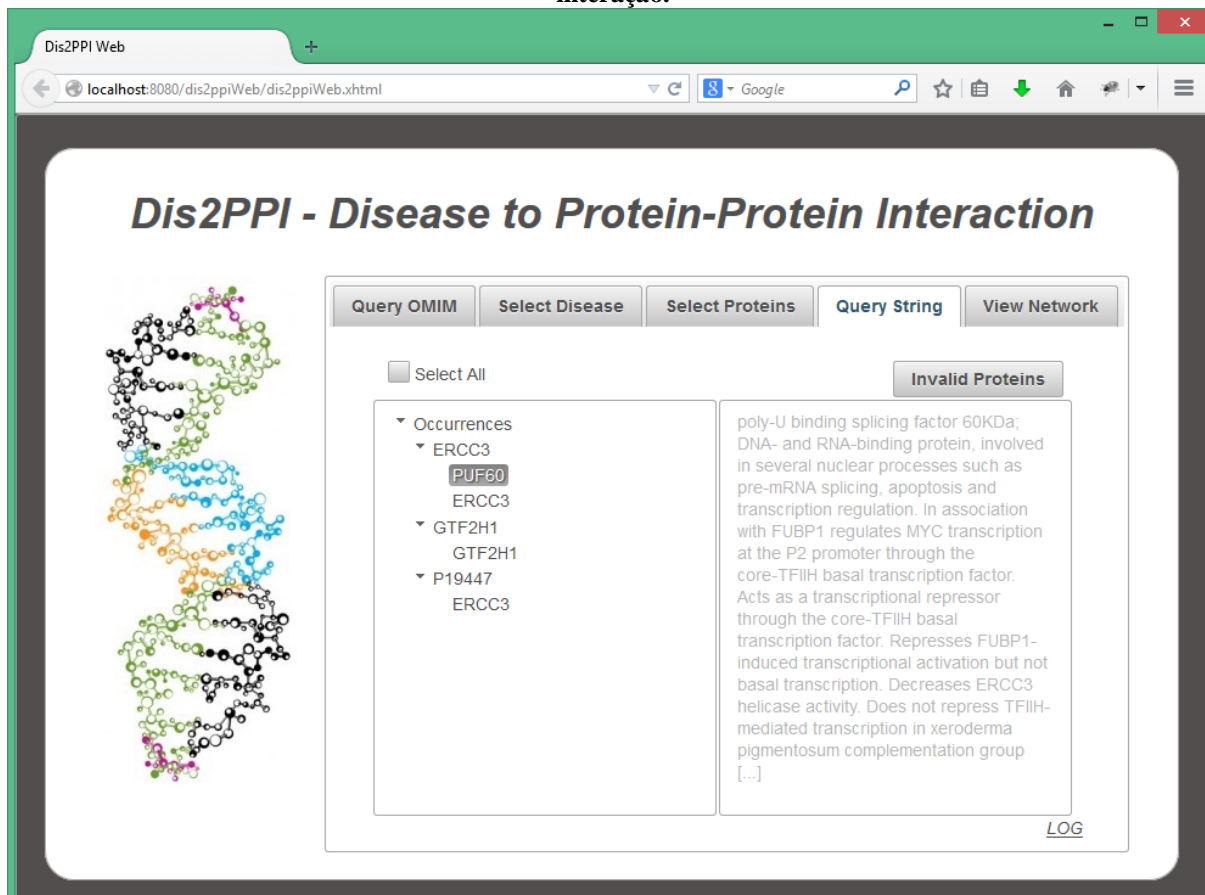 interação.
Dis2PPI Web
localhost:8080/dis2ppiWeb/dis2ppiWeb.xhtml
Google
Dis2PPI - Disease to Protein-Protein Interaction
Query OMIM
Select Disease
Select Proteins
Query String
View Network
Select All
Invalid Proteins
Occurrences
ERCC3
PUF60
ERCC3
GTF2H1
GTF2H1
P19447
ERCC3
poly-U binding splicing factor 60KDa;
DNA- and RNA-binding protein, involved
in several nuclear processes such as
pre-mRNA splicing, apoptosis and
transcription regulation. In association
with FUBP1 regulates MYC transcription
at the P2 promoter through the
core-TFIIH basal transcription factor.
Acts as a transcriptional repressor
through the core-TFIIH basal
transcription factor. Represses FUBP1-
induced transcriptional activation but not
basal transcription. Decreases ERCC3
helicase activity. Does not repress TFIIH-
mediated transcription in xeroderma
pigmentosum complementation group
[...]
LOG